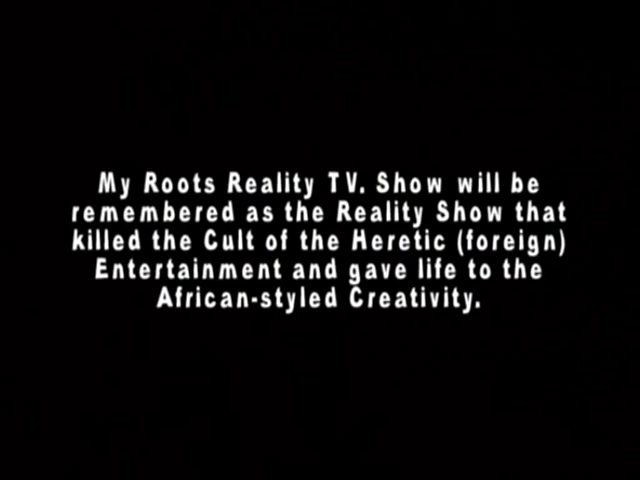 My Roots Reality TV. Show will be
remembered as the Reality Show that
killed the Cult of the Heretic (foreign)
Entertainment and gave life to the
African-styled Creativity.